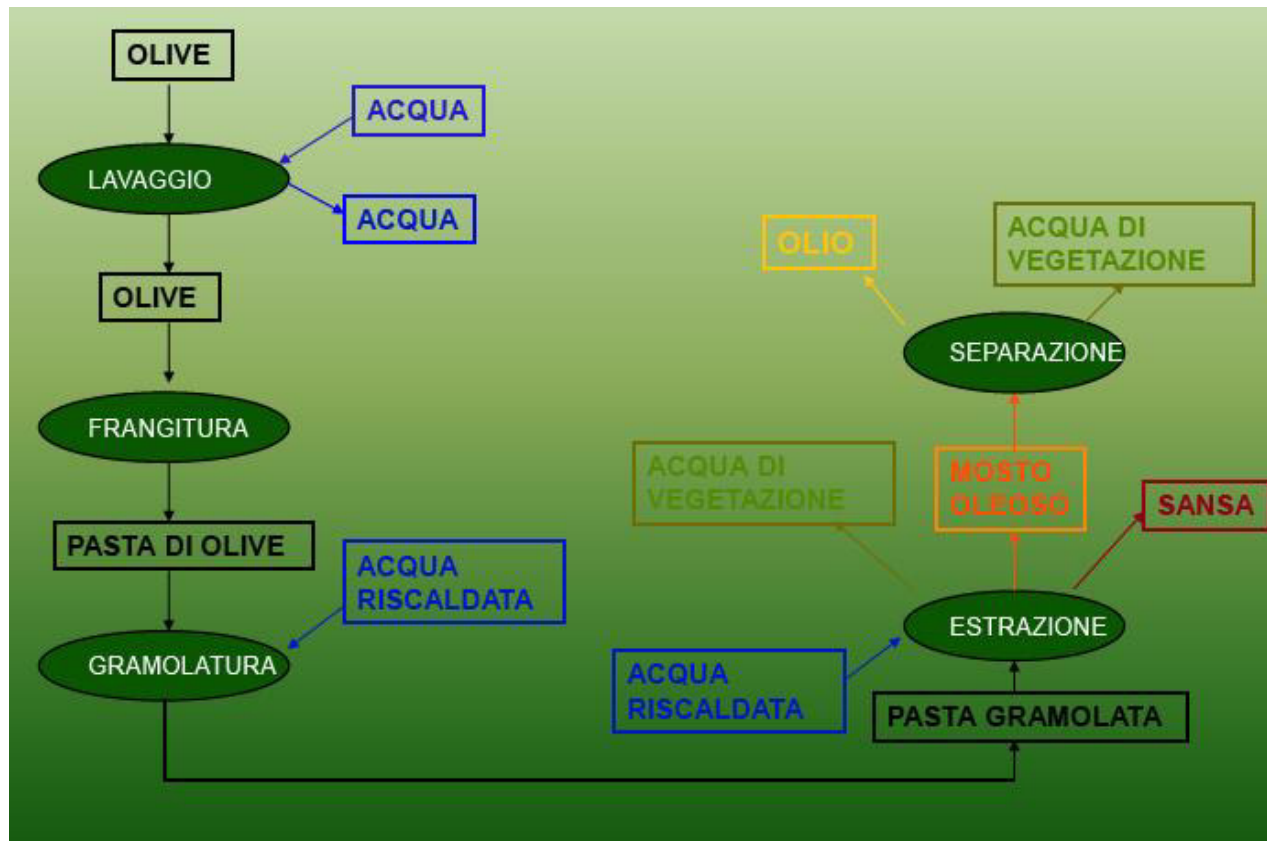 OLIVE
ACQUA
LAVAGGIO
ACQUA
OLIVE
FRANGITURA
PASTA DI OLIVE
ACQUA
RISCALDATA
GRAMOLATURA
OLIO
ACQUA DI
VEGETAZIONE
SEPARAZIONE
ACQUA DI
VEGETAZIONE
MOSTO
OLEOSO
SANSA
ESTRAZIONE
ACQUA
RISCALDATA
PASTA GRAMOLATA